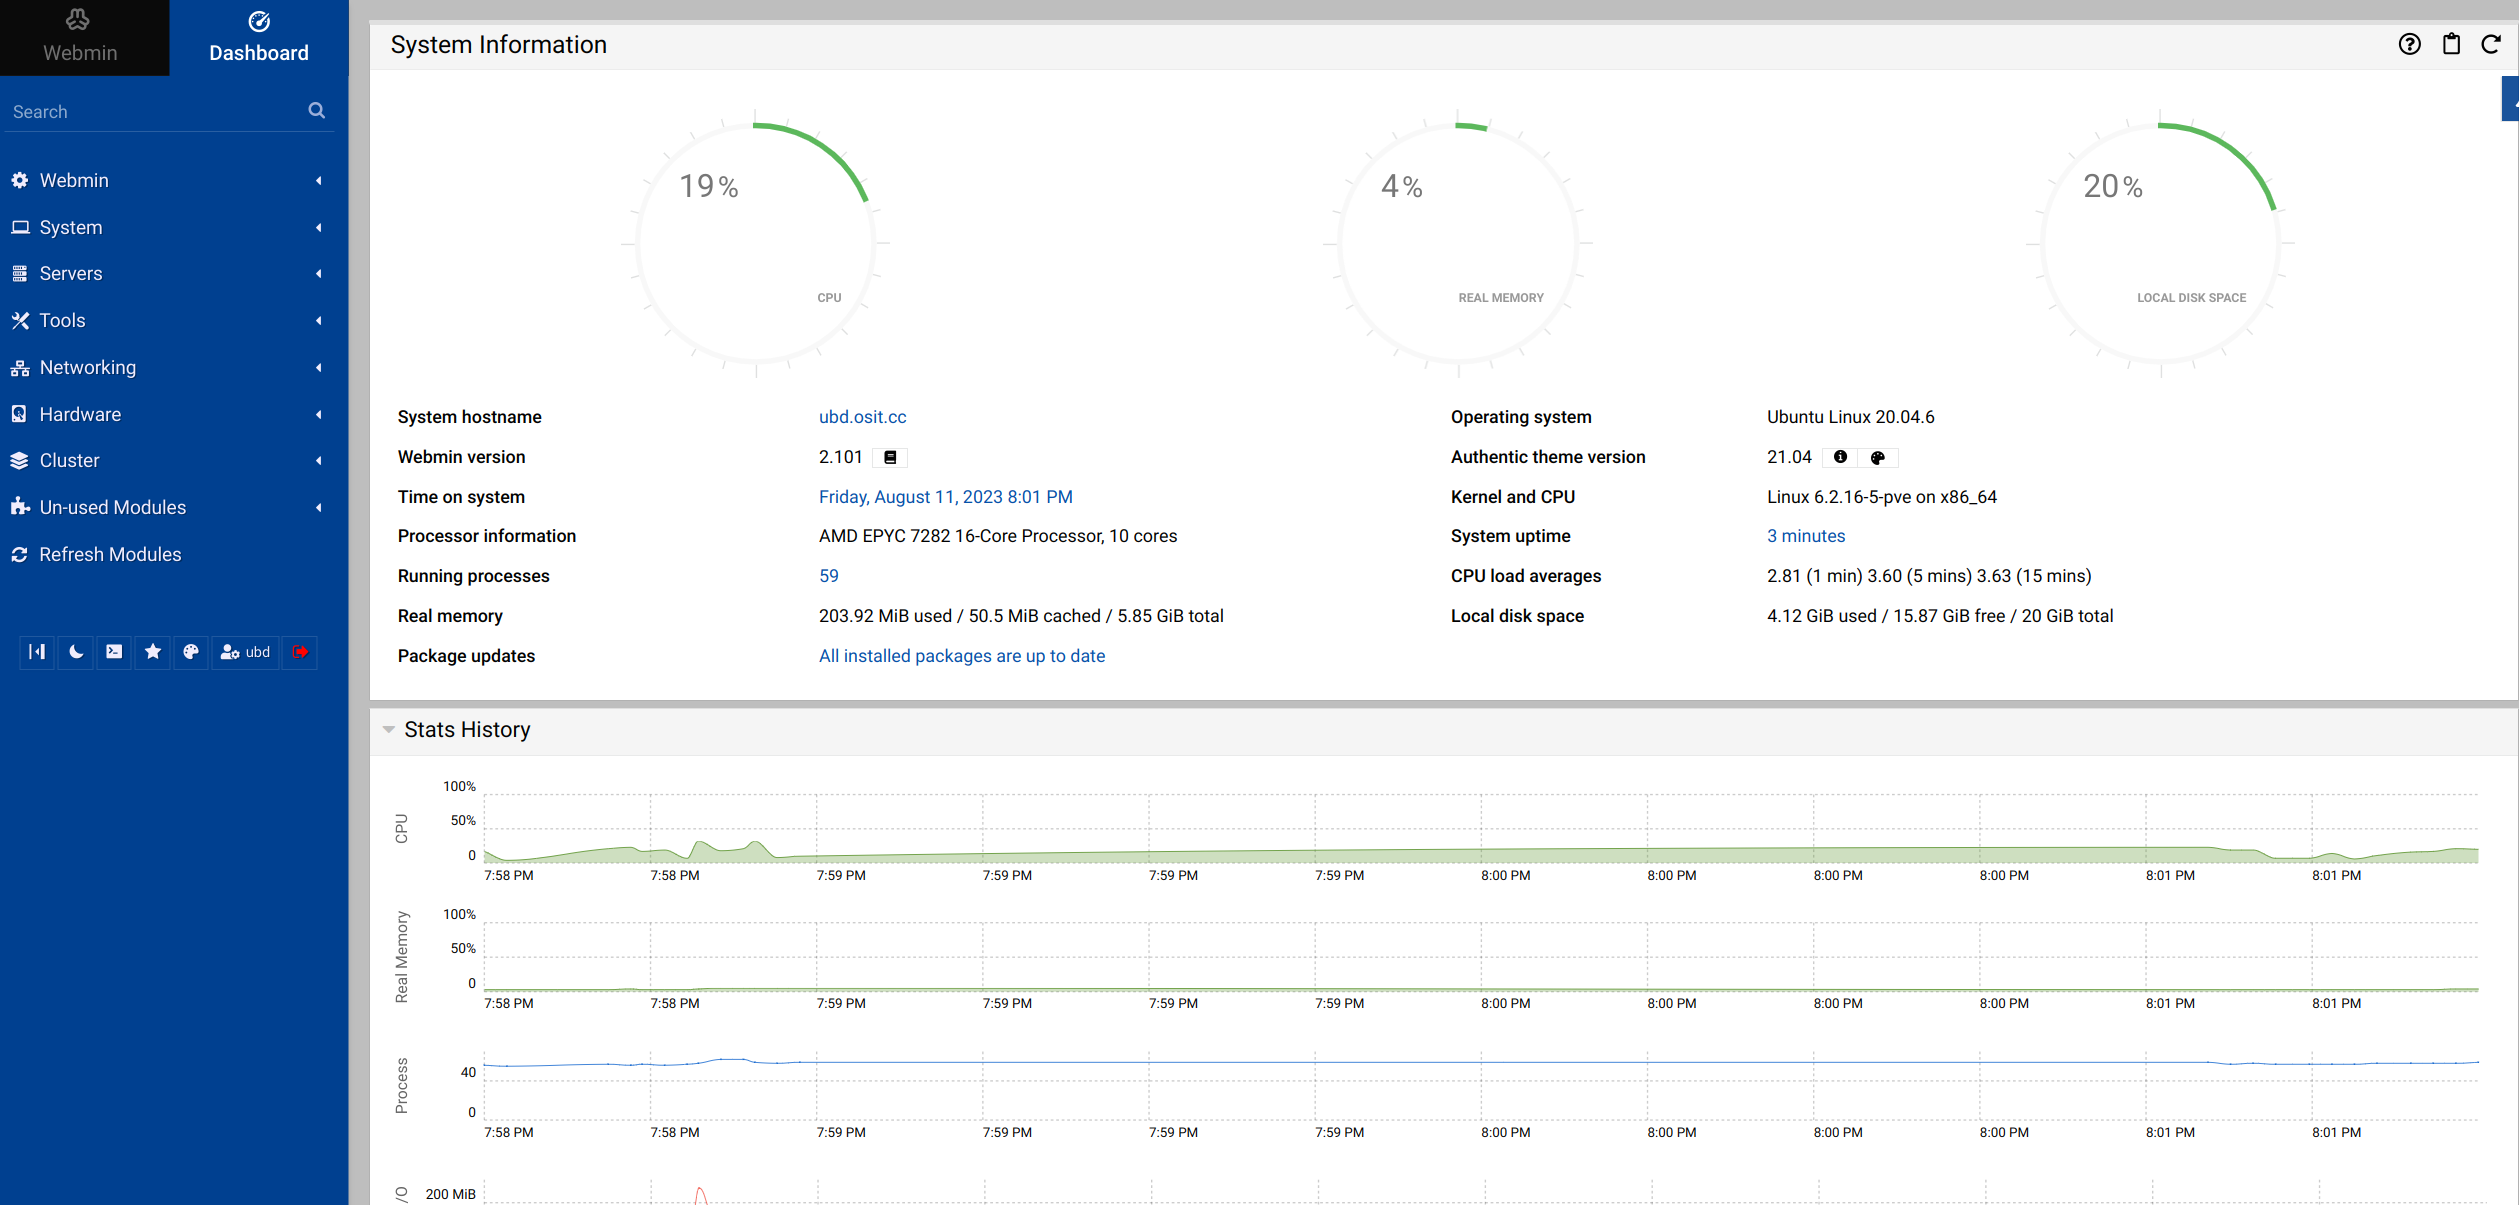 Webmin
Dashboard
Search
Webmin
System
Servers
Tools
Networking
Hardware
Cluster
Un-used Modules
Refresh Modules
ubd
System Information
19%
CPU
4%
REAL MEMORY
20%
LOCAL DISK SPACE
System hostname ubd.osit.cc Operating system Ubuntu Linux 20.04.6
Webmin version 2.101 Authentic theme version 21.04
Time on system Friday, August 11, 2023 8:01 PM Kernel and CPU Linux 6.2.16-5-pve on x86_64
Processor information AMD EPYC 7282 16-Core Processor, 10 cores System uptime 3 minutes
Running processes 59 CPU load averages 2.81 (1 min) 3.60 (5 mins) 3.63 (15 mins)
Real memory 203.92 MiB used / 50.5 MiB cached / 5.85 GiB total Local disk space 4.12 GiB used / 15.87 GiB free / 20 GiB total
Package updates All installed packages are up to date
Stats History
CPU
100%
50%
0
7:58 PM 7:58 PM 7:59 PM 7:59 PM 7:59 PM 7:59 PM 8:00 PM 8:00 PM 8:00 PM 8:00 PM 8:01 PM 8:01 PM
Real Memory
100%
50%
0
7:58 PM 7:58 PM 7:59 PM 7:59 PM 7:59 PM 7:59 PM 8:00 PM 8:00 PM 8:00 PM 8:00 PM 8:01 PM 8:01 PM
Process
40
0
7:58 PM 7:58 PM 7:59 PM 7:59 PM 7:59 PM 7:59 PM 8:00 PM 8:00 PM 8:00 PM 8:00 PM 8:01 PM 8:01 PM
/O
200 MiB